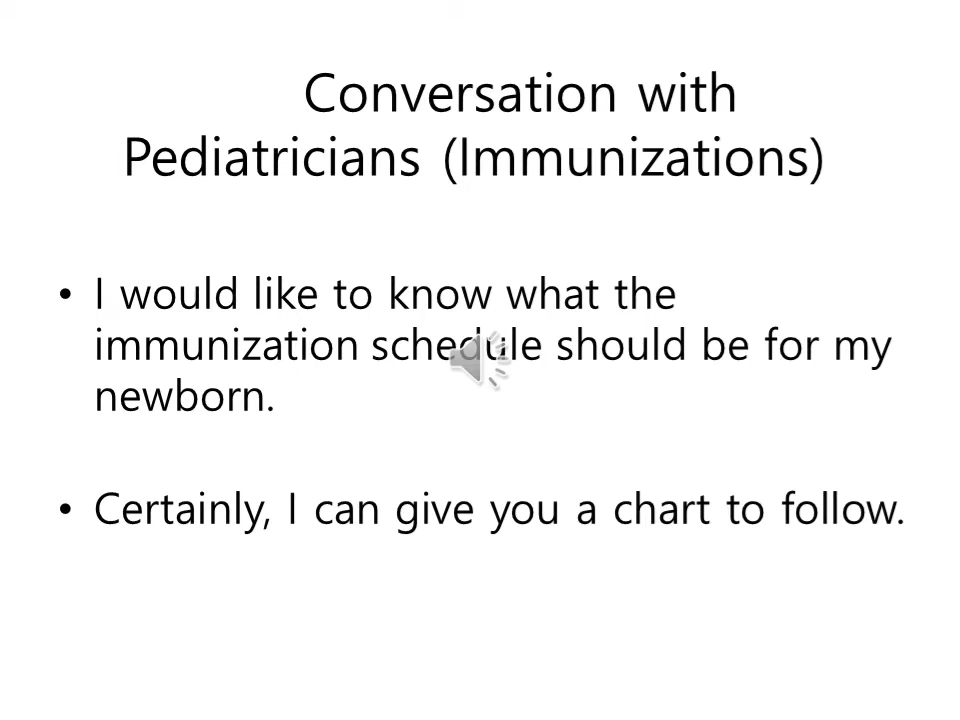 Conversation with
Pediatricians (Immunizations)
• I would like to know what the
immunization schedule should be for my
newborn.
• Certainly, I can give you a chart to follow.